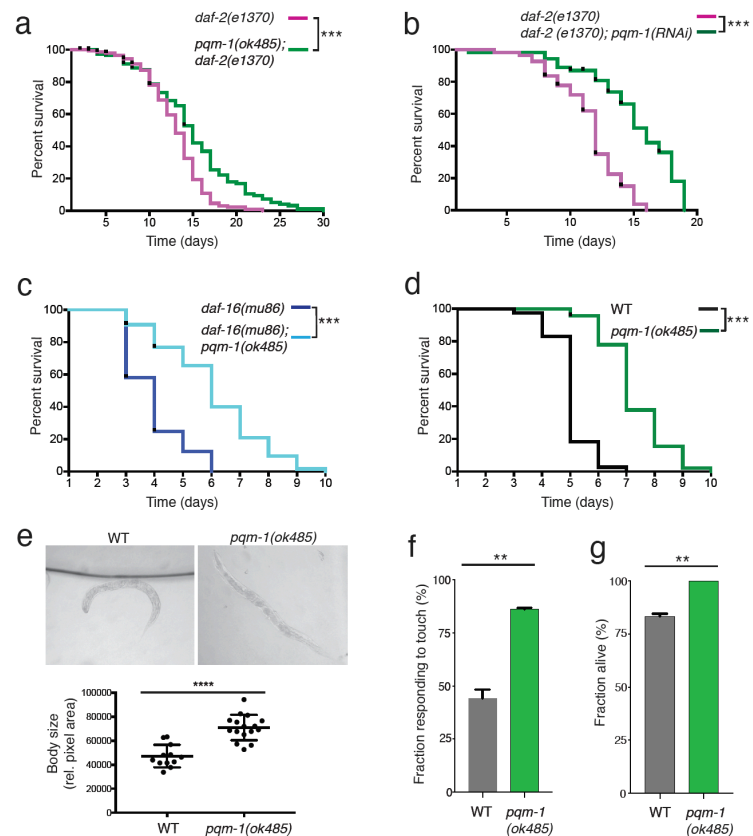 a
daf-2(e1370)
pqm-1(ok485);
daf-2(e1370)
***
Percent survival
100
80
60
40
20
0
5 10 15 20 25 30
Time (days)
b
daf-2(e1370)
daf-2 (e1370); pqm-1(RNAi)
***
Percent survival
100
80
60
40
20
0
5 10 15 20
Time (days)
c
daf-16(mu86)
daf-16(mu86);
pqm-1(ok485)
***
Percent survival
100
80
60
40
20
0
1 2 3 4 5 6 7 8 9 10
Time (days)
d
WT
pqm-1(ok485)
***
Percent survival
100
80
60
40
20
0
1 2 3 4 5 6 7 8 9 10
Time (days)
e
WT pqm-1(ok485)
****
Body size
(rel. pixel area)
100000
80000
60000
40000
20000
0
WT pqm-1(ok485)
f
**
Fraction responding to touch (%)
100
75
50
25
0
WT pqm-1
(ok485)
g
**
Fraction alive (%)
100
75
50
25
0
WT pqm-1
(ok485)